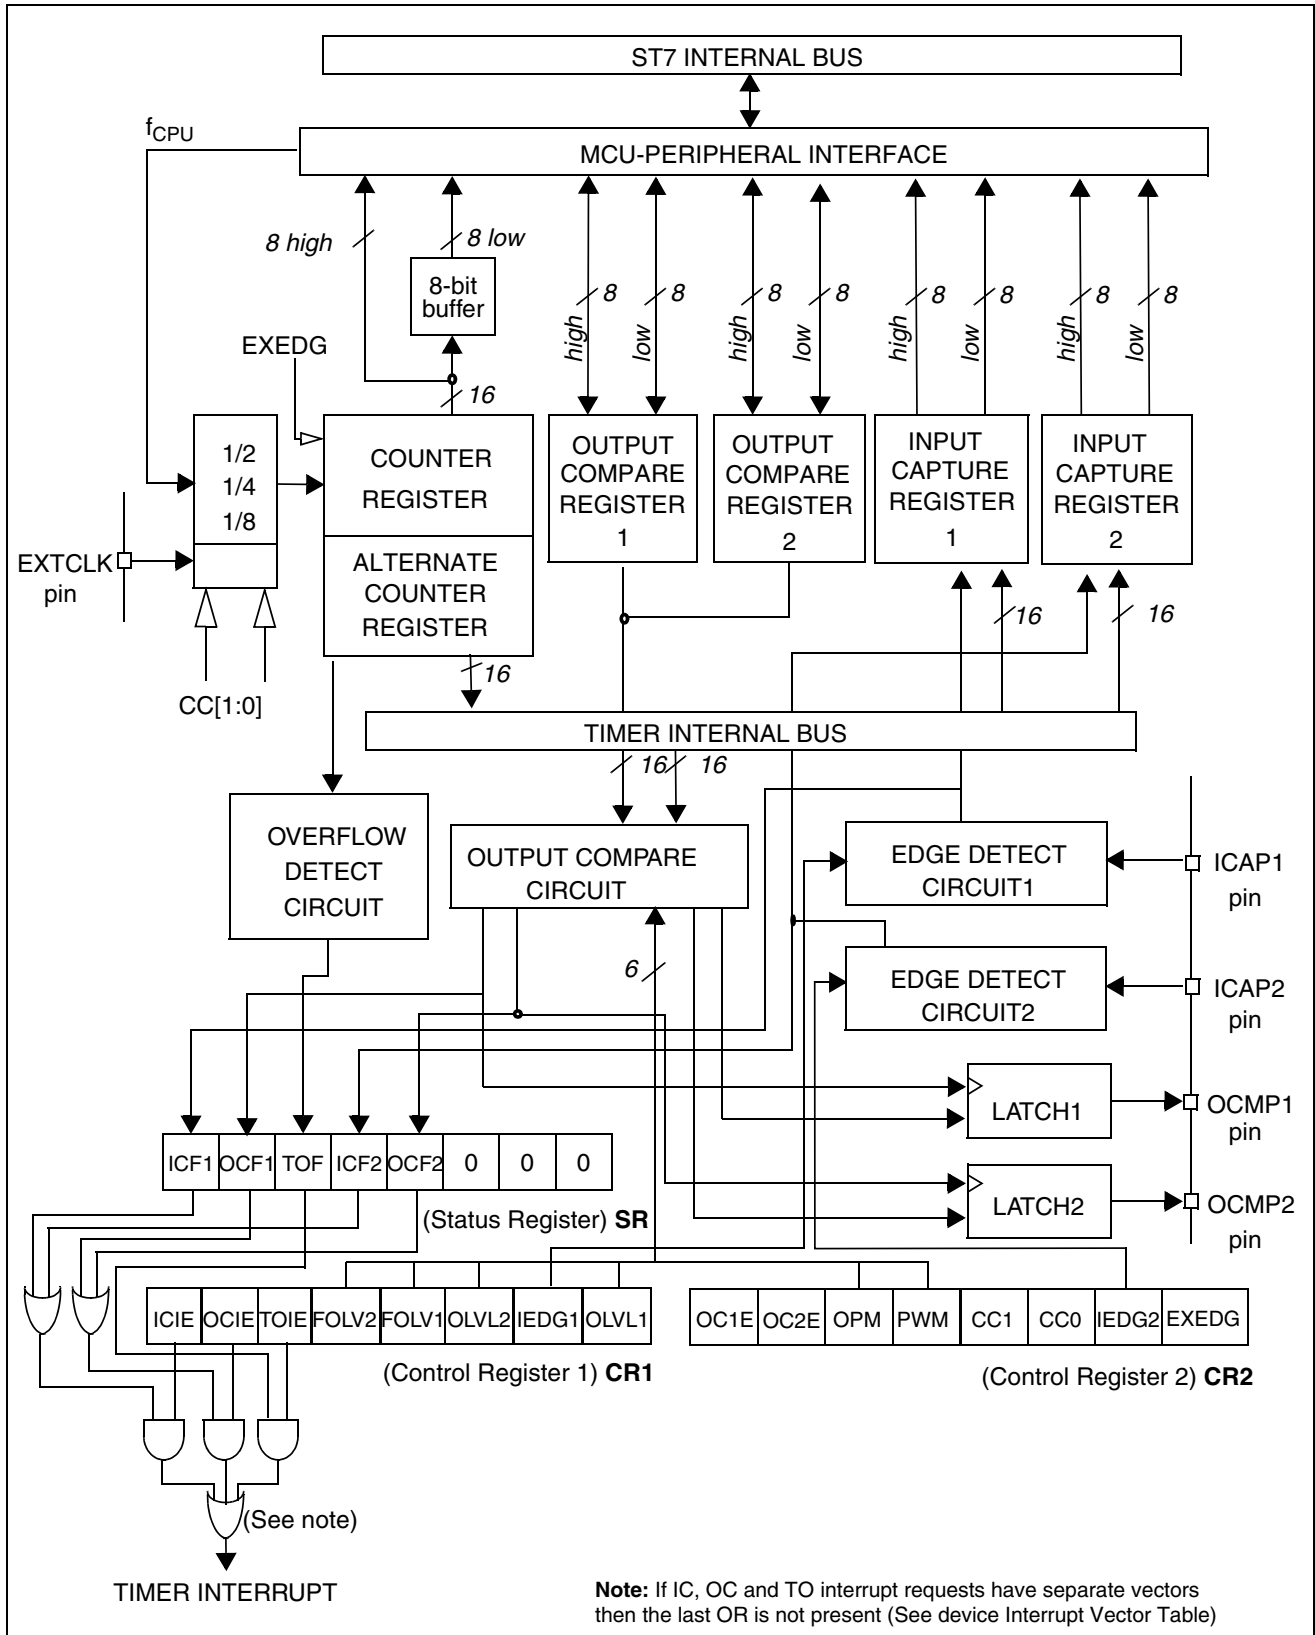 ST7 INTERNAL BUS
fCPU
MCU-PERIPHERAL INTERFACE
8 high
8 low
8-bit
buffer
8
8
8
8
8
8
8
8
high
low
high
low
high
low
high
low
EXEDG
16
1/2
1/4
1/8
COUNTER
REGISTER
OUTPUT
COMPARE
REGISTER
1
OUTPUT
COMPARE
REGISTER
2
INPUT
CAPTURE
REGISTER
1
INPUT
CAPTURE
REGISTER
2
EXTCLK
pin
ALTERNATE
COUNTER
REGISTER
16
16
16
CC[1:0]
TIMER INTERNAL BUS
16
16
OVERFLOW
DETECT
CIRCUIT
OUTPUT COMPARE
CIRCUIT
EDGE DETECT
CIRCUIT1
ICAP1
pin
6
EDGE DETECT
CIRCUIT2
ICAP2
pin
LATCH1
OCMP1
pin
ICF1 OCF1 TOF ICF2 OCF2 0 0 0
(Status Register) SR
LATCH2
OCMP2
pin
ICIE OCIE TOIE FOLV2 FOLV1 OLVL2 IEDG1 OLVL1
(Control Register 1) CR1
OC1E OC2E OPM PWM CC1 CC0 IEDG2 EXEDG
(Control Register 2) CR2
(See note)
TIMER INTERRUPT
Note: If IC, OC and TO interrupt requests have separate vectors
then the last OR is not present (See device Interrupt Vector Table)